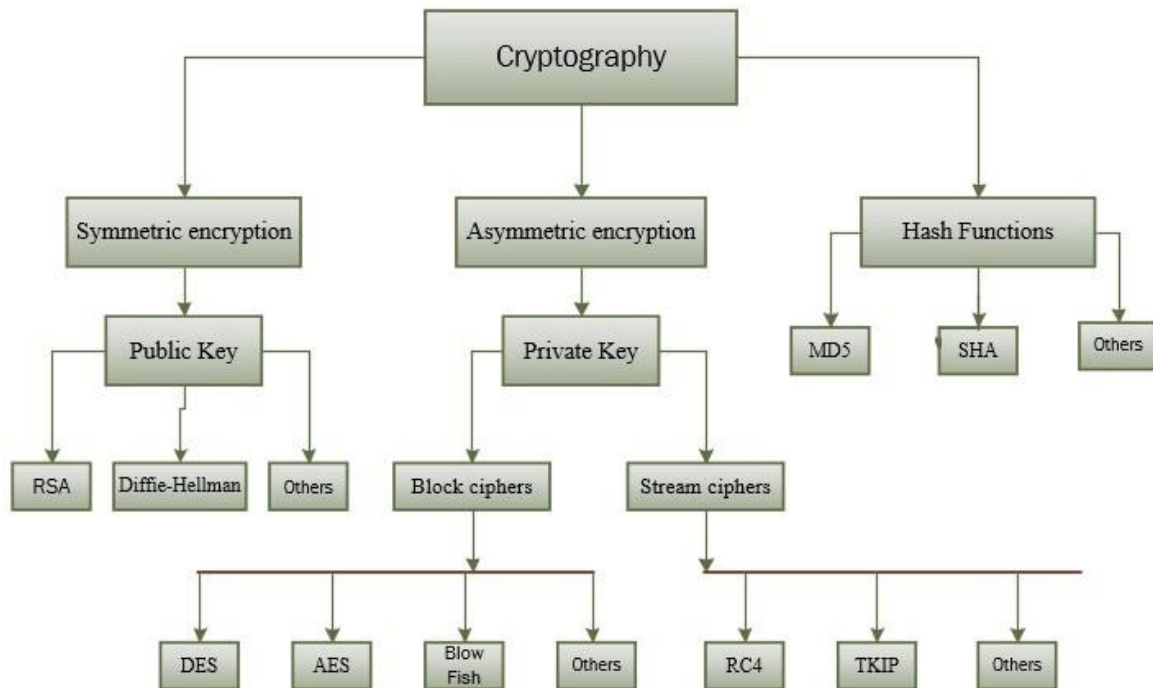 Cryptography
Symmetric encryption
Asymmetric encryption
Hash Functions
Public Key
Private Key
MD5
SHA
Others
RSA
Diffie-Hellman
Others
Block ciphers
Stream ciphers
DES
AES
Blow
Fish
Others
RC4
TKIP
Others